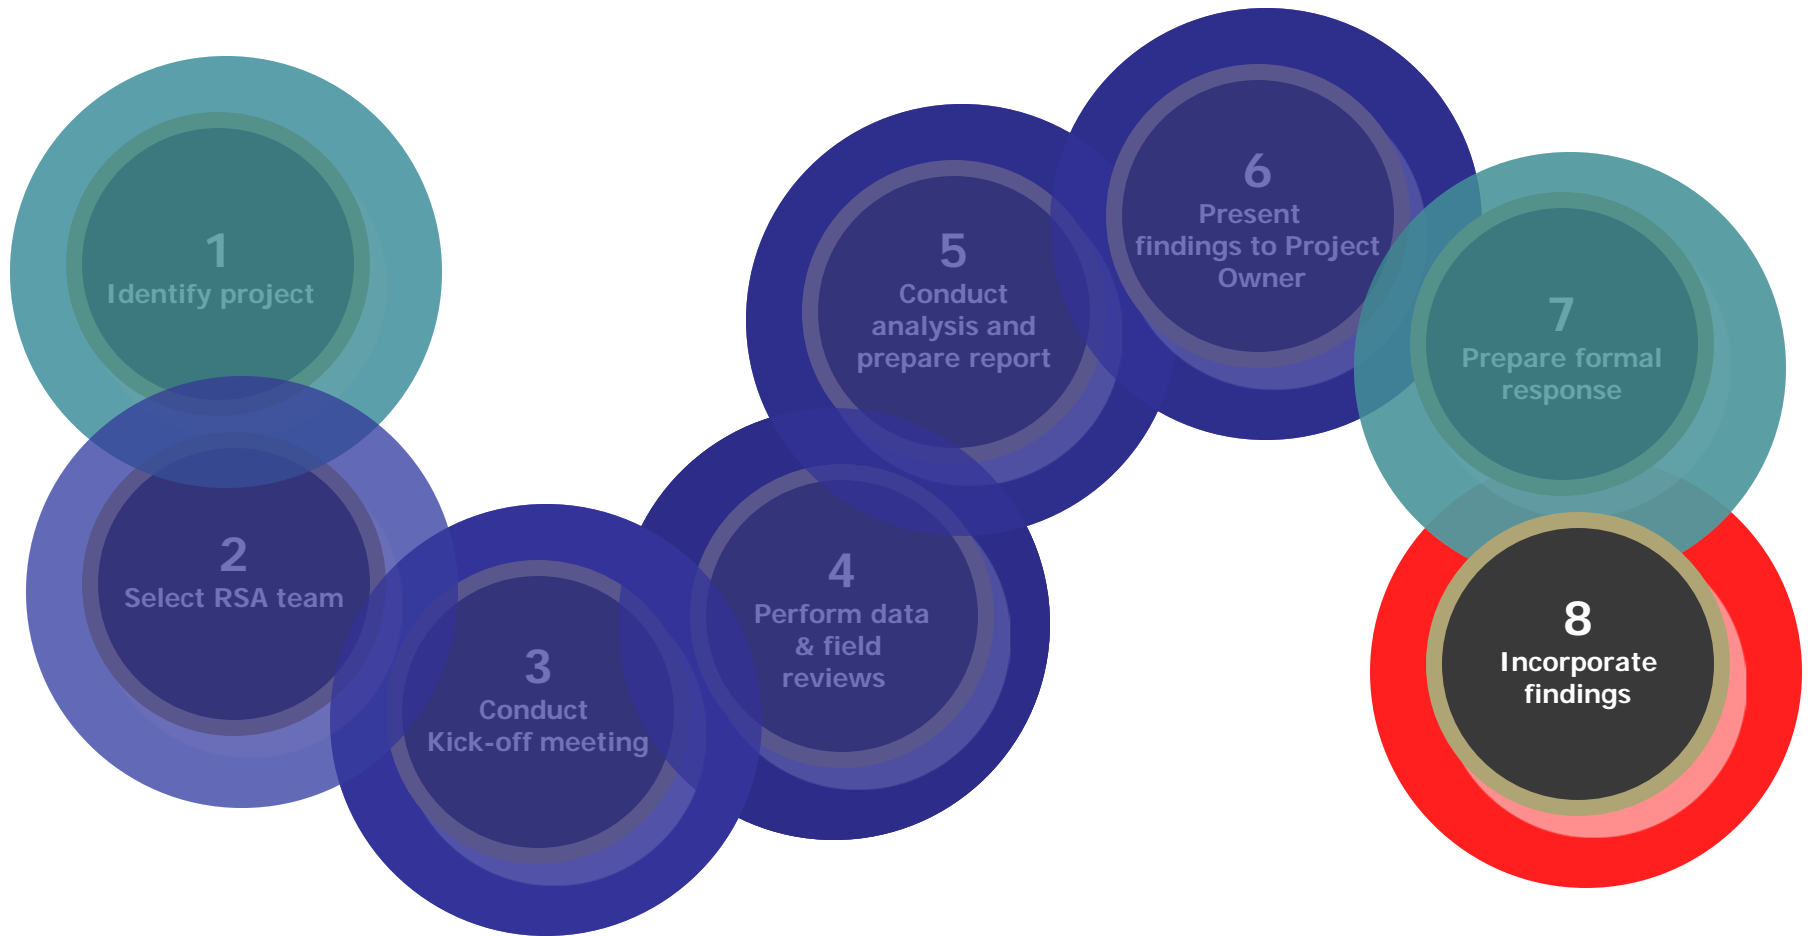 1
Identify project
2
Select RSA team
3
Conduct
Kick-off meeting
4
Perform data
& field
reviews
5
Conduct
analysis and
prepare report
6
Present
findings to Project
Owner
7
Prepare formal
response
8
Incorporate
findings